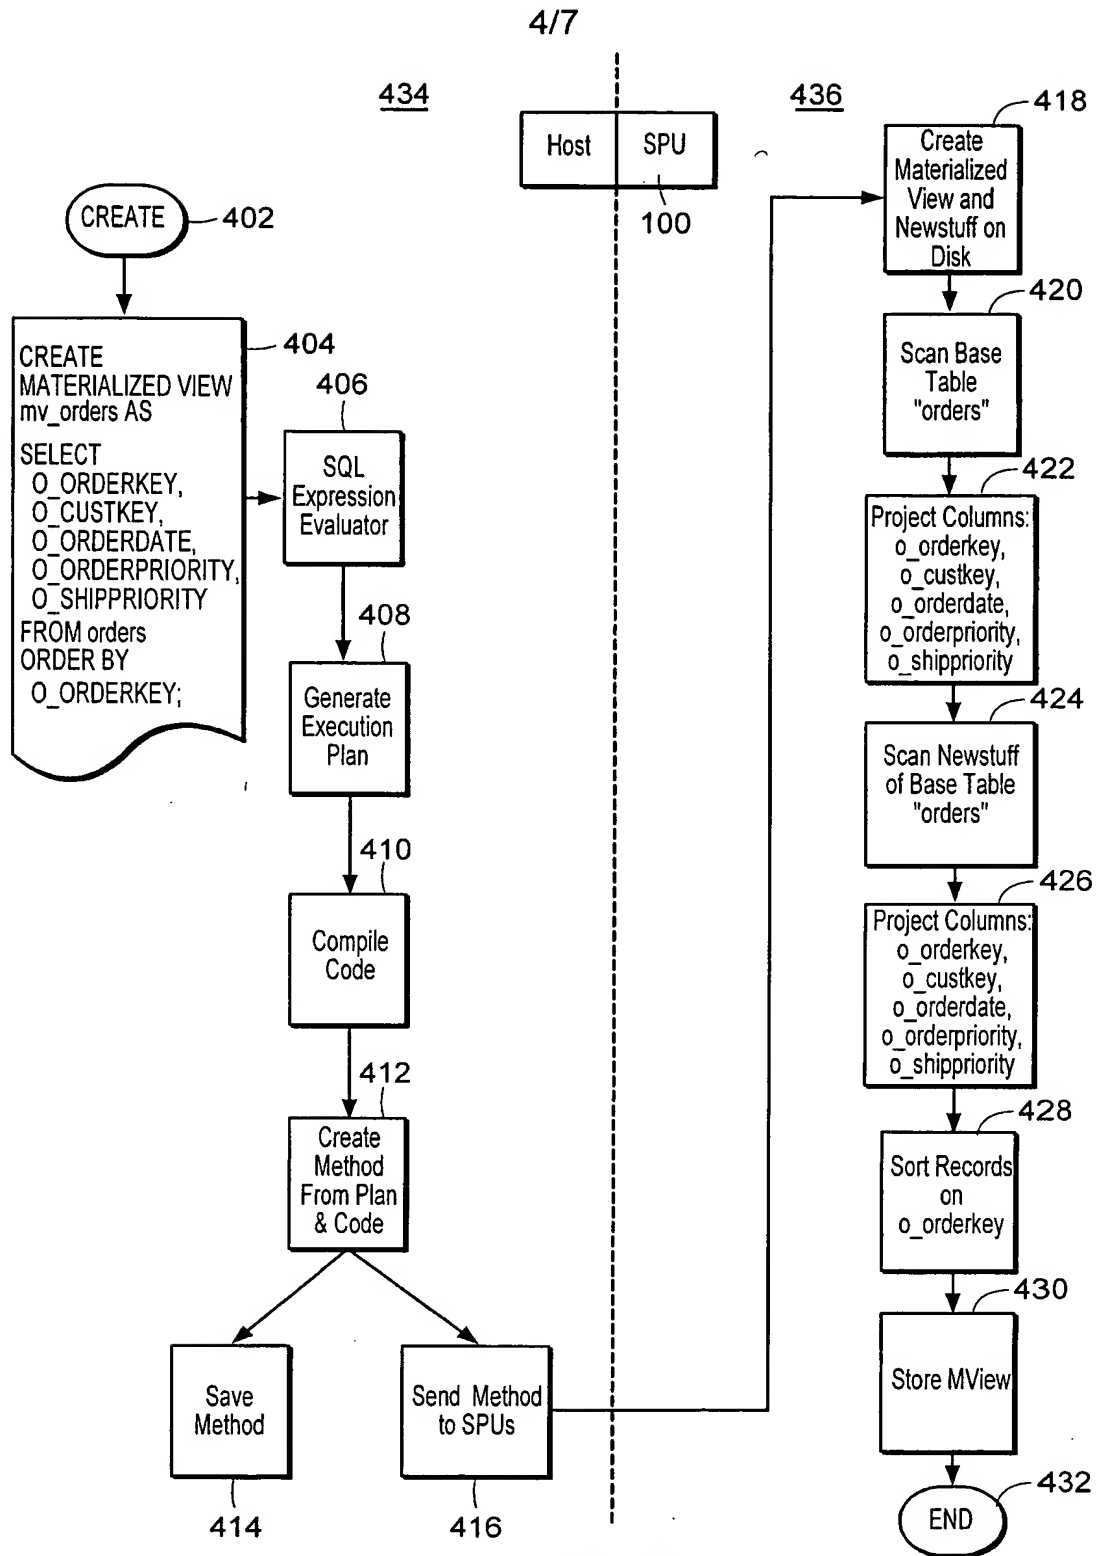 4/7
434
436
Host
SPU
100
CREATE
402
404
CREATE
MATERIALIZED VIEW
mv_orders AS
SELECT
O_ORDERKEY,
O_CUSTKEY,
O_ORDERDATE,
O_ORDERPRIORITY,
O_SHIPPRIORITY
FROM orders
ORDER BY
O_ORDERKEY;
406
SQL
Expression
Evaluator
408
Generate
Execution
Plan
410
Compile
Code
412
Create
Method
From Plan
& Code
Save
Method
414
Send Method
to SPUs
416
418
Create
Materialized
View and
Newstuff on
Disk
420
Scan Base
Table
"orders"
422
Project Columns:
o_orderkey,
o_custkey,
o_orderdate,
o_orderpriority,
o_shippriority
424
Scan Newstuff
of Base Table
"orders"
426
Project Columns:
o_orderkey,
o_custkey,
o_orderdate,
o_orderpriority,
o_shippriority
428
Sort Records
on
o_orderkey
430
Store MView
432
END